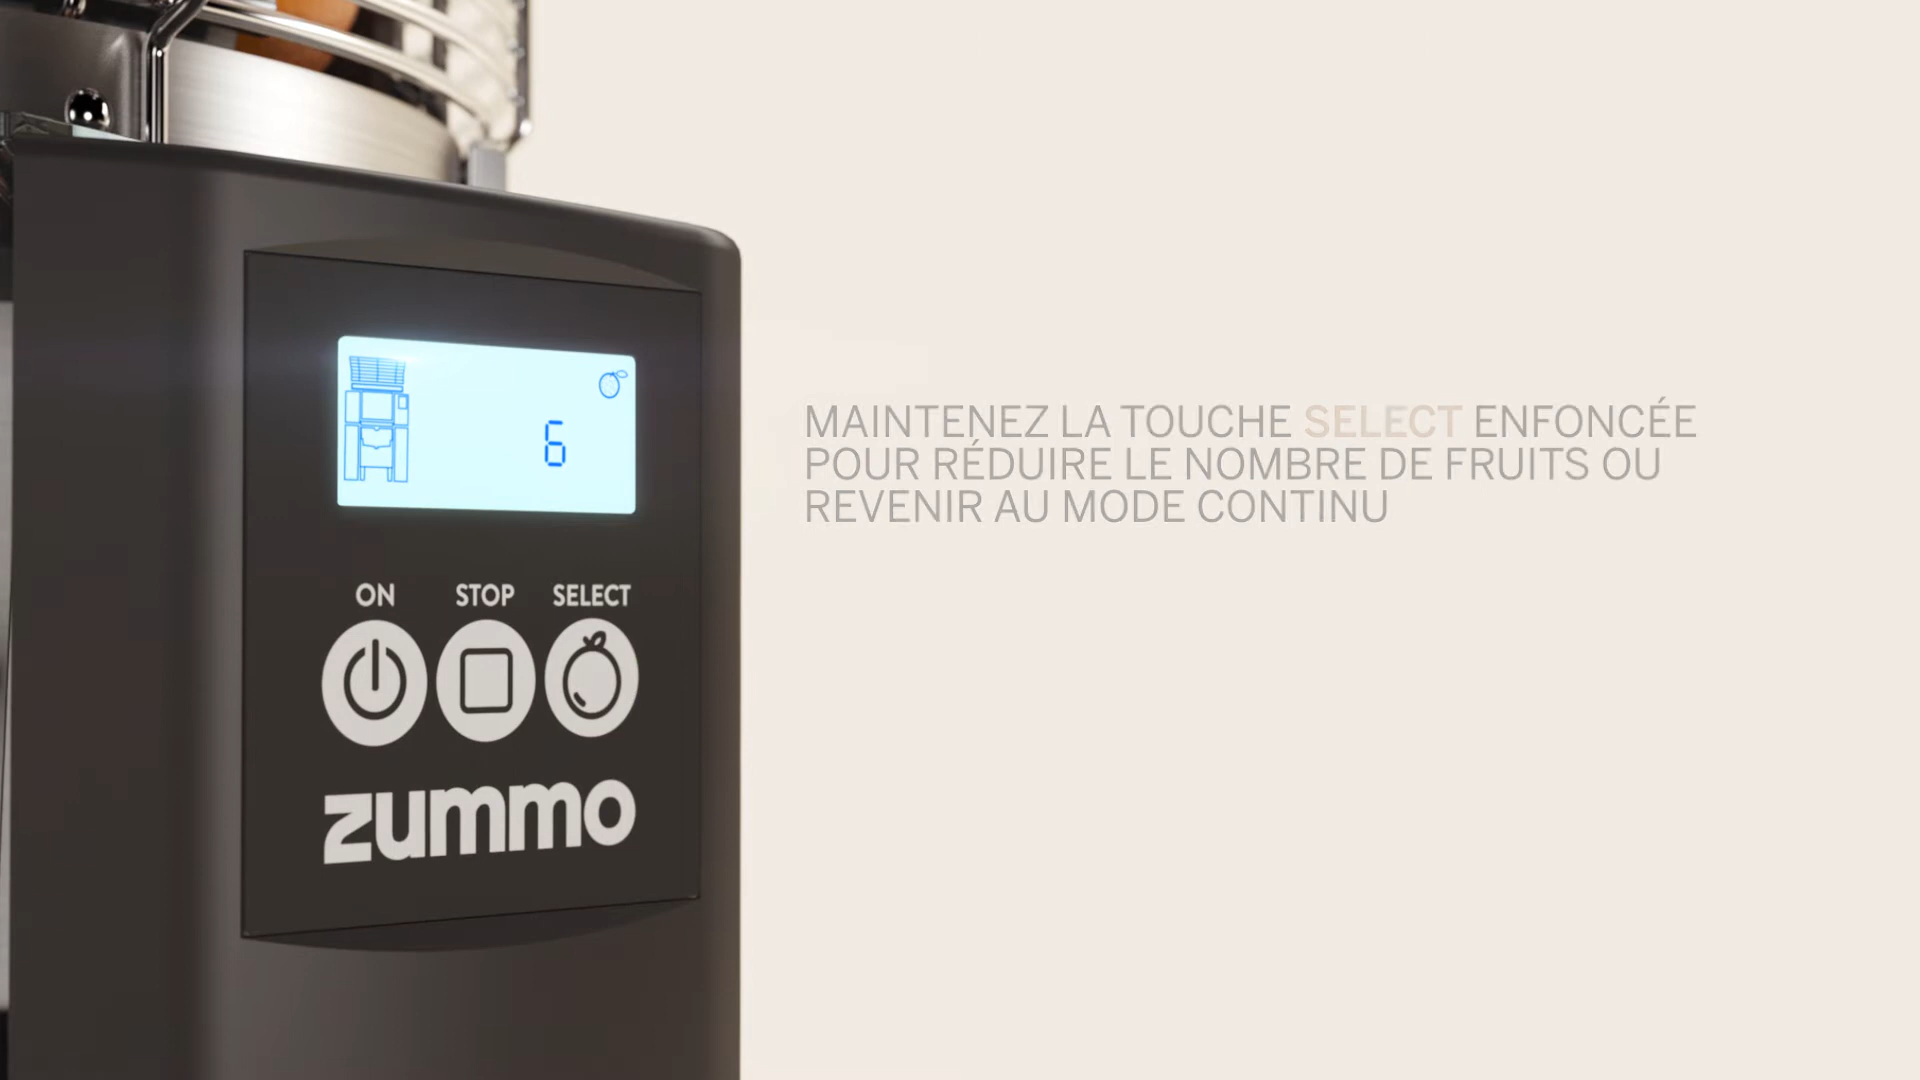 6
ON STOP SELECT
zummo
MAINTENEZ LA TOUCHE SELECT ENFONCÉE
POUR RÉDUIRE LE NOMBRE DE FRUITS OU
REVENIR AU MODE CONTINU